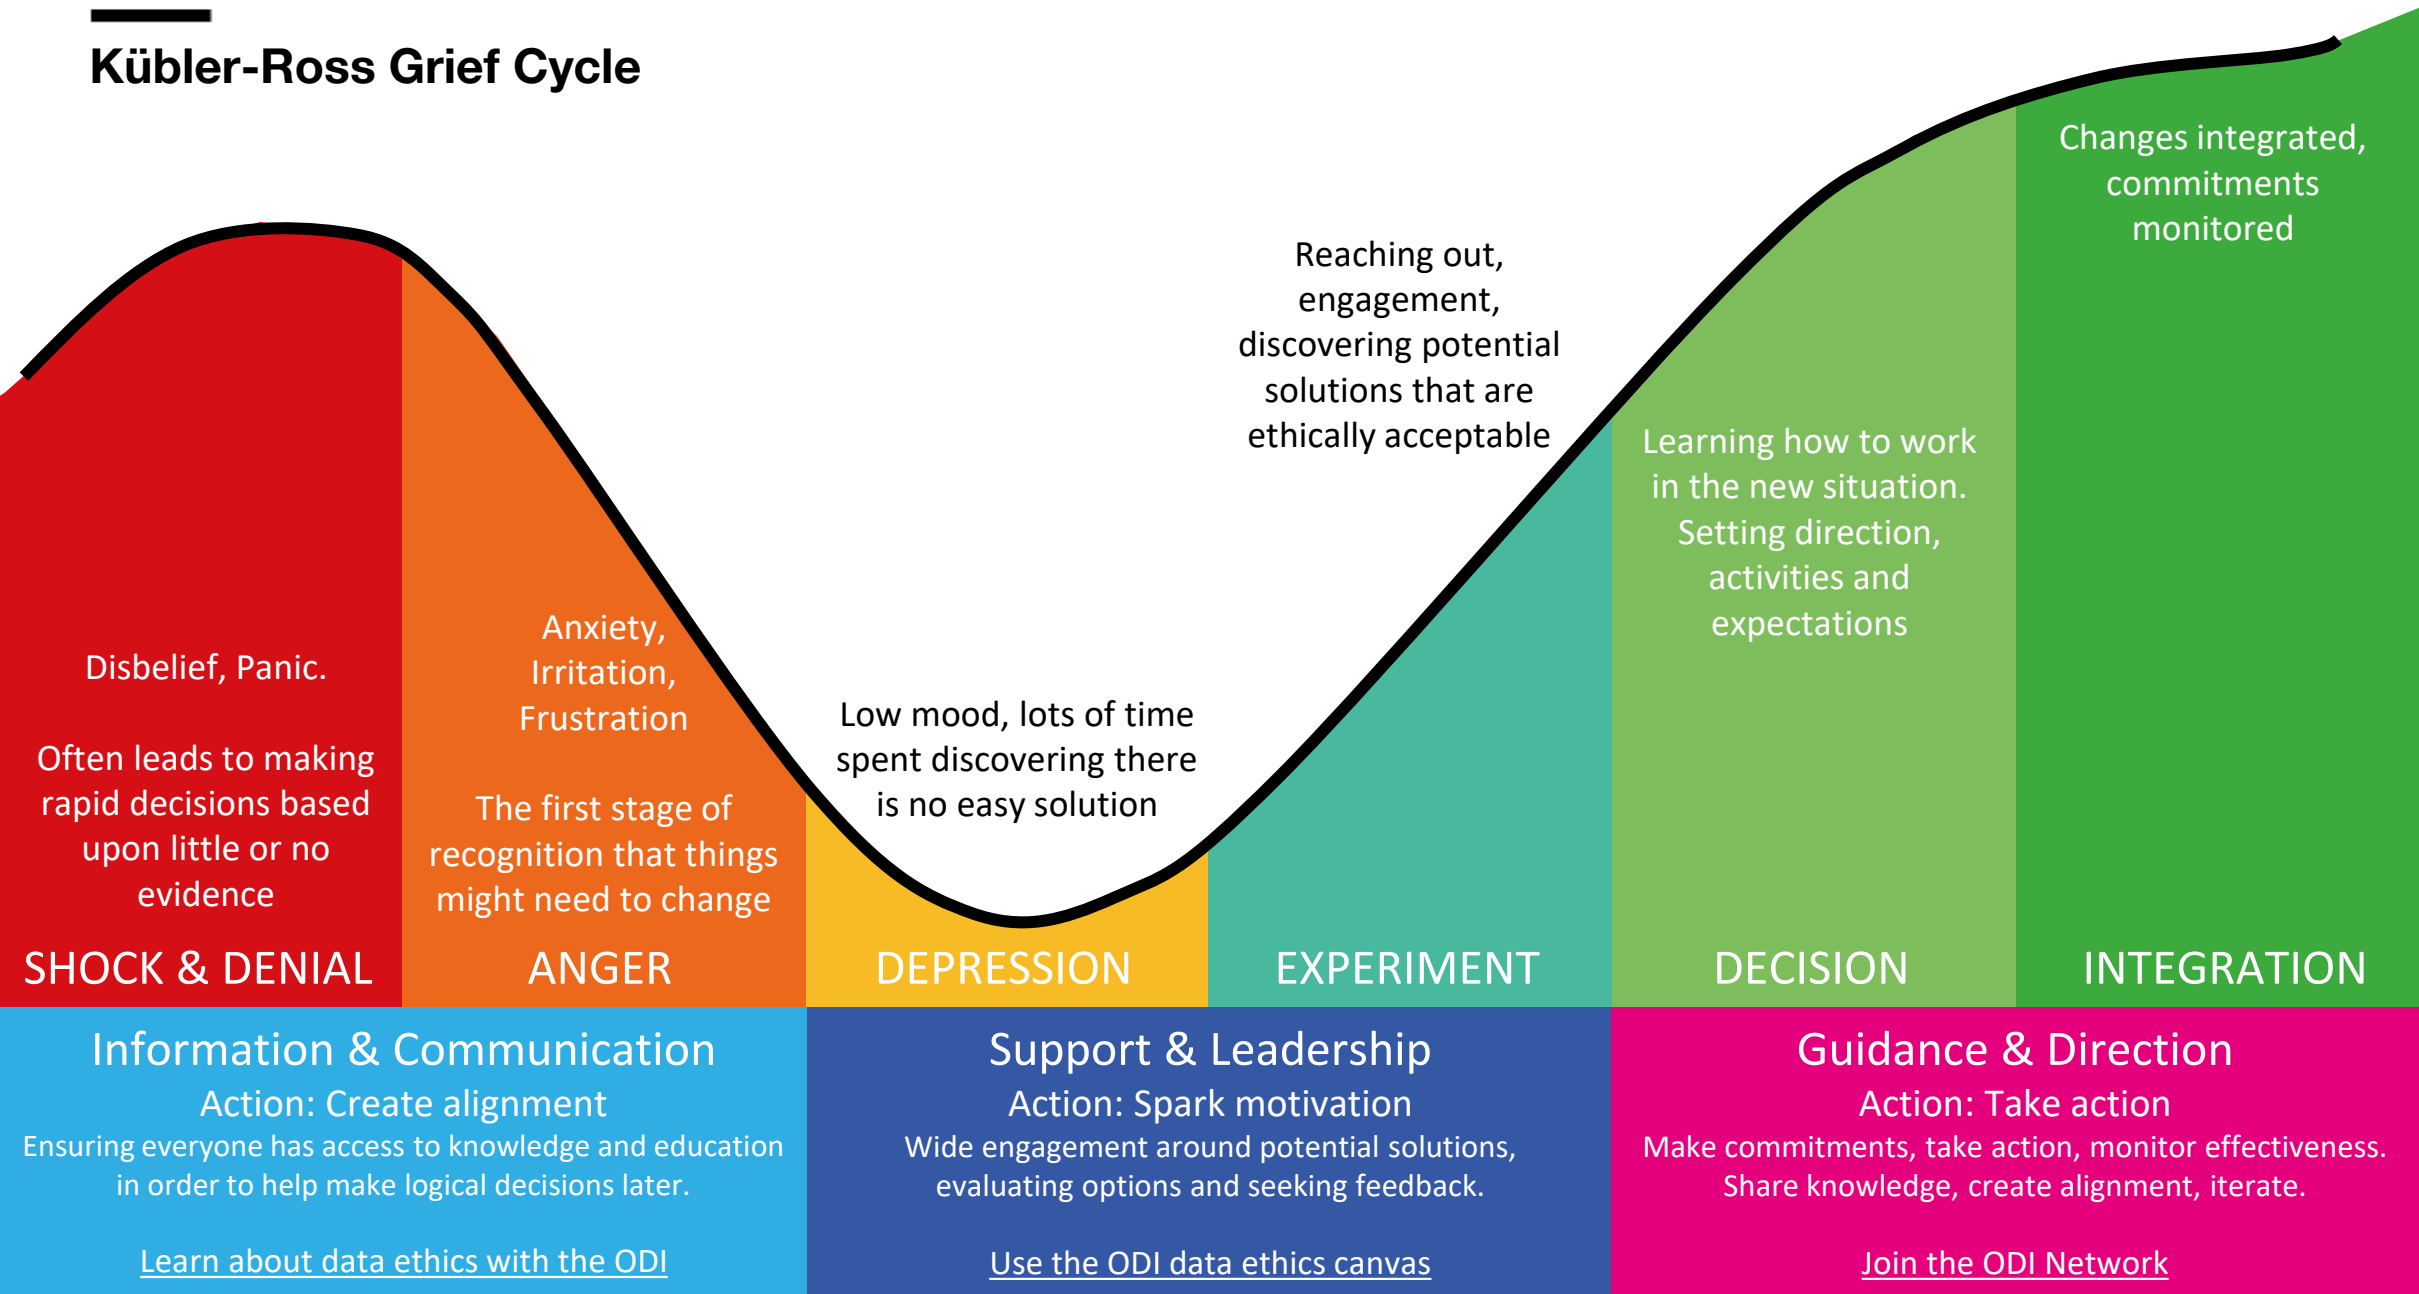 Kübler-Ross Grief Cycle
Disbelief, Panic.
Often leads to making
rapid decisions based
upon little or no
evidence
SHOCK & DENIAL
Anxiety,
Irritation,
Frustration
The first stage of
recognition that things
might need to change
ANGER
Low mood, lots of time
spent discovering there
is no easy solution
DEPRESSION
Reaching out,
engagement,
discovering potential
solutions that are
ethically acceptable
EXPERIMENT
Learning how to work
in the new situation.
Setting direction,
activities and
expectations
DECISION
Changes integrated,
commitments
monitored
INTEGRATION
Information & Communication
Action: Create alignment
Ensuring everyone has access to knowledge and education
in order to help make logical decisions later.
Learn about data ethics with the ODI
Support & Leadership
Action: Spark motivation
Wide engagement around potential solutions,
evaluating options and seeking feedback.
Use the ODI data ethics canvas
Guidance & Direction
Action: Take action
Make commitments, take action, monitor effectiveness.
Share knowledge, create alignment, iterate.
Join the ODI Network